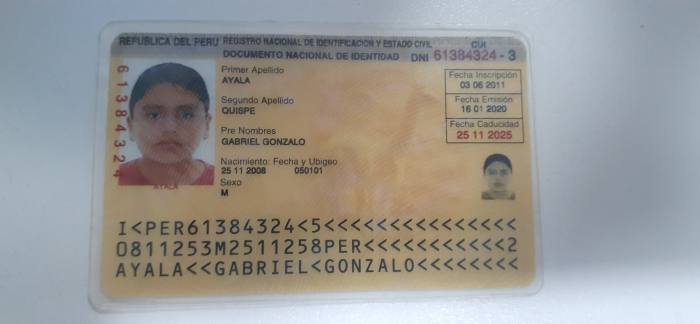 REPUBLICA DEL PERU REGISTRO NACIONAL DE IDENTIFICACION Y ESTADO CIVIL CUI
DOCUMENTO NACIONAL DE IDENTIDAD DNI 61384324 - 3
61384324
Primer Apellido
AYALA
Segundo Apellido
QUISPE
Pre Nombres
GABRIEL GONZALO
Nacimiento: Fecha y Ubigeo
25 11 2008 050101
Sexo
M
Fecha Inscripción
03 06 2011
Fecha Emisión
16 01 2020
Fecha Caducidad
25 11 2025
AYALA
I<PER61384324<5<<<<<<<<<<<<<<<
0811253M2511258PER<<<<<<<<<<<2
AYALA<<GABRIEL<GONZALO<<<<<<<<